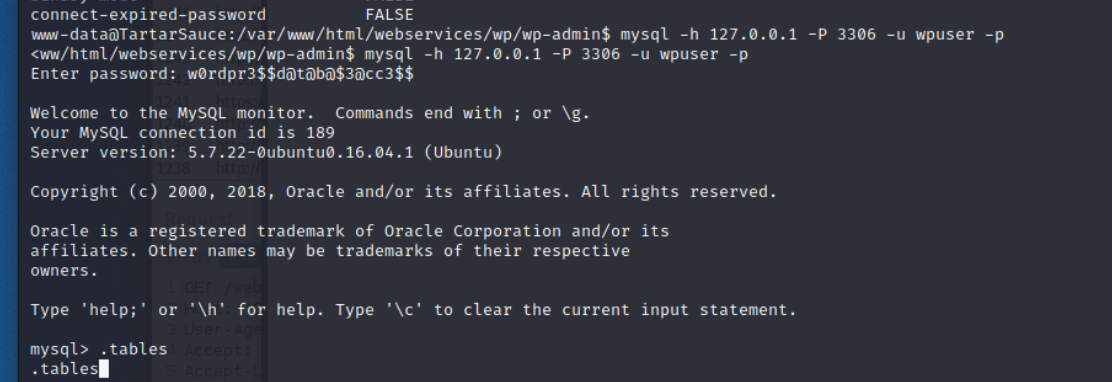 connect-expired-password          FALSE
www-data@TartarSauce:/var/www/html/webservices/wp/wp-admin$ mysql -h 127.0.0.1 -P 3306 -u wpuser -p
<ww/html/webservices/wp/wp-admin$ mysql -h 127.0.0.1 -P 3306 -u wpuser -p
Enter password: w0rdpr3$$d@t@b@$3@cc3$$
Welcome to the MySQL monitor.  Commands end with ; or \g.
Your MySQL connection id is 189
Server version: 5.7.22-0ubuntu0.16.04.1 (Ubuntu)
Copyright (c) 2000, 2018, Oracle and/or its affiliates. All rights reserved.
Oracle is a registered trademark of Oracle Corporation and/or its
affiliates. Other names may be trademarks of their respective
owners.
Type 'help;' or '\h' for help. Type '\c' to clear the current input statement.
mysql> .tables
.tables